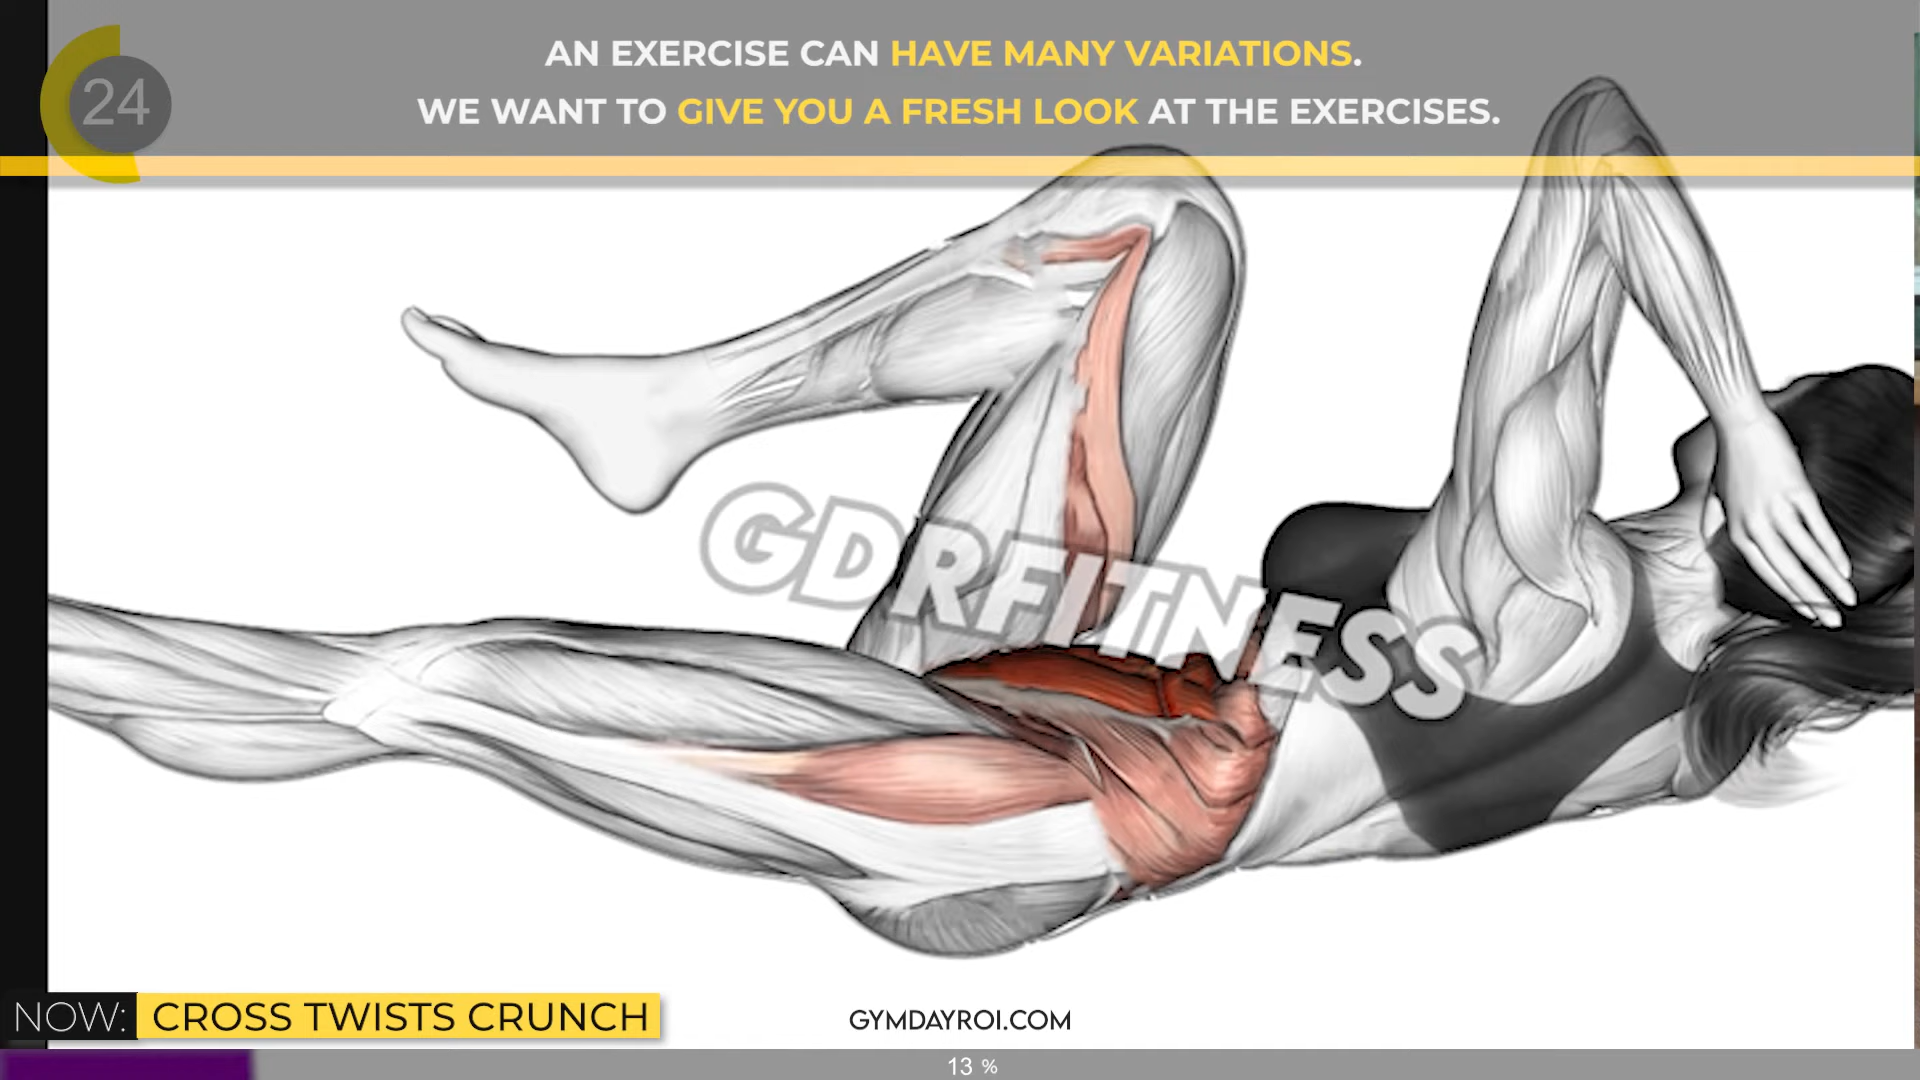 24
AN EXERCISE CAN HAVE MANY VARIATIONS.
WE WANT TO GIVE YOU A FRESH LOOK AT THE EXERCISES.
GDRFITNESS
NOW: CROSS TWISTS CRUNCH
GYMDAYROI.COM
13 %